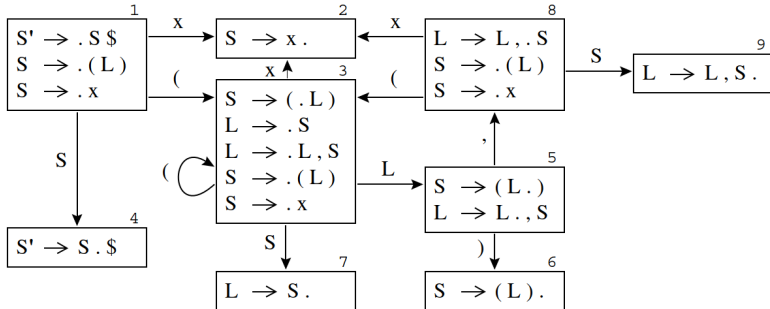 1
S' → . S $
S → . ( L )
S → . x
x
(
S
2
S → x .
x
x
8
L → L , . S
S → . ( L )
S → . x
(
S
9
L → L , S .
3
S → ( . L )
L → . S
L → . L , S
S → . ( L )
S → . x
(
L
S
,
5
S → ( L . )
L → L . , S
)
4
S' → S . $
7
L → S .
6
S → ( L ) .